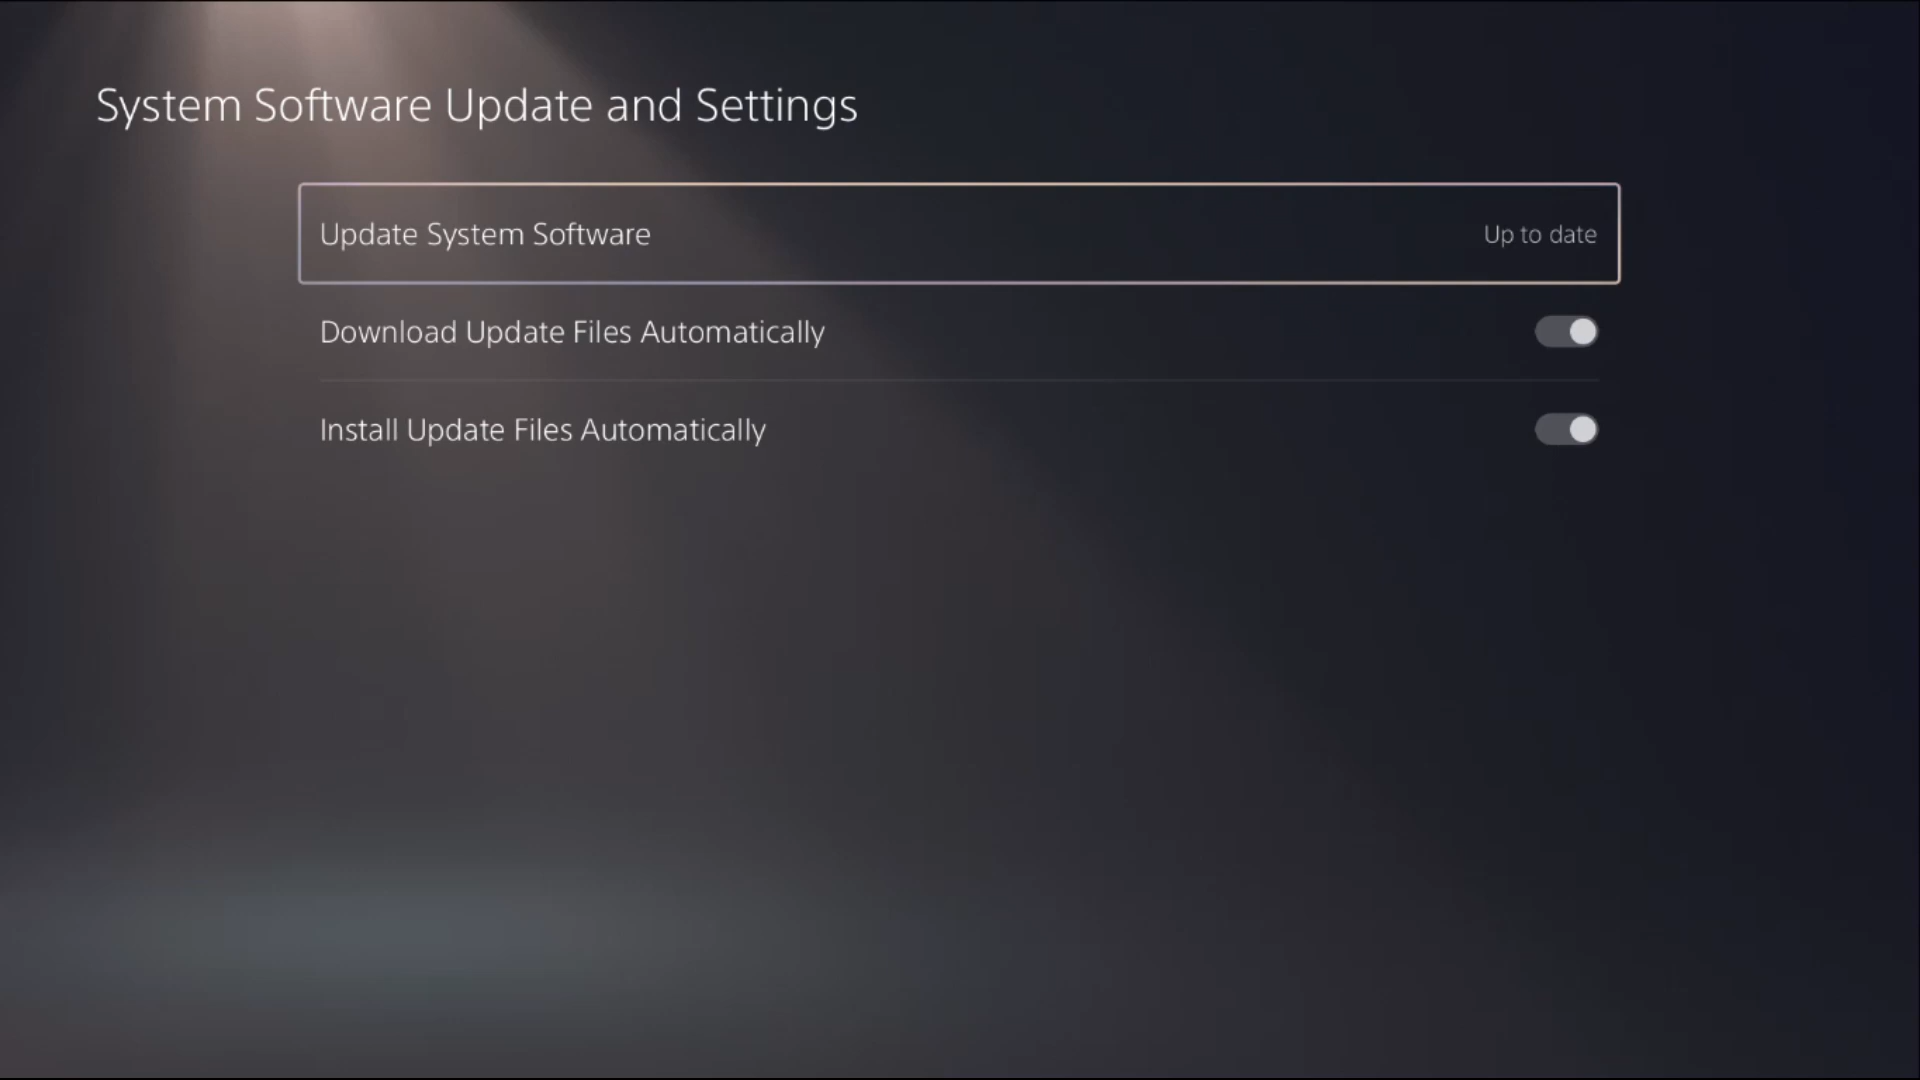 System Software Update and Settings
Update System Software
Up to date
Download Update Files Automatically
Install Update Files Automatically